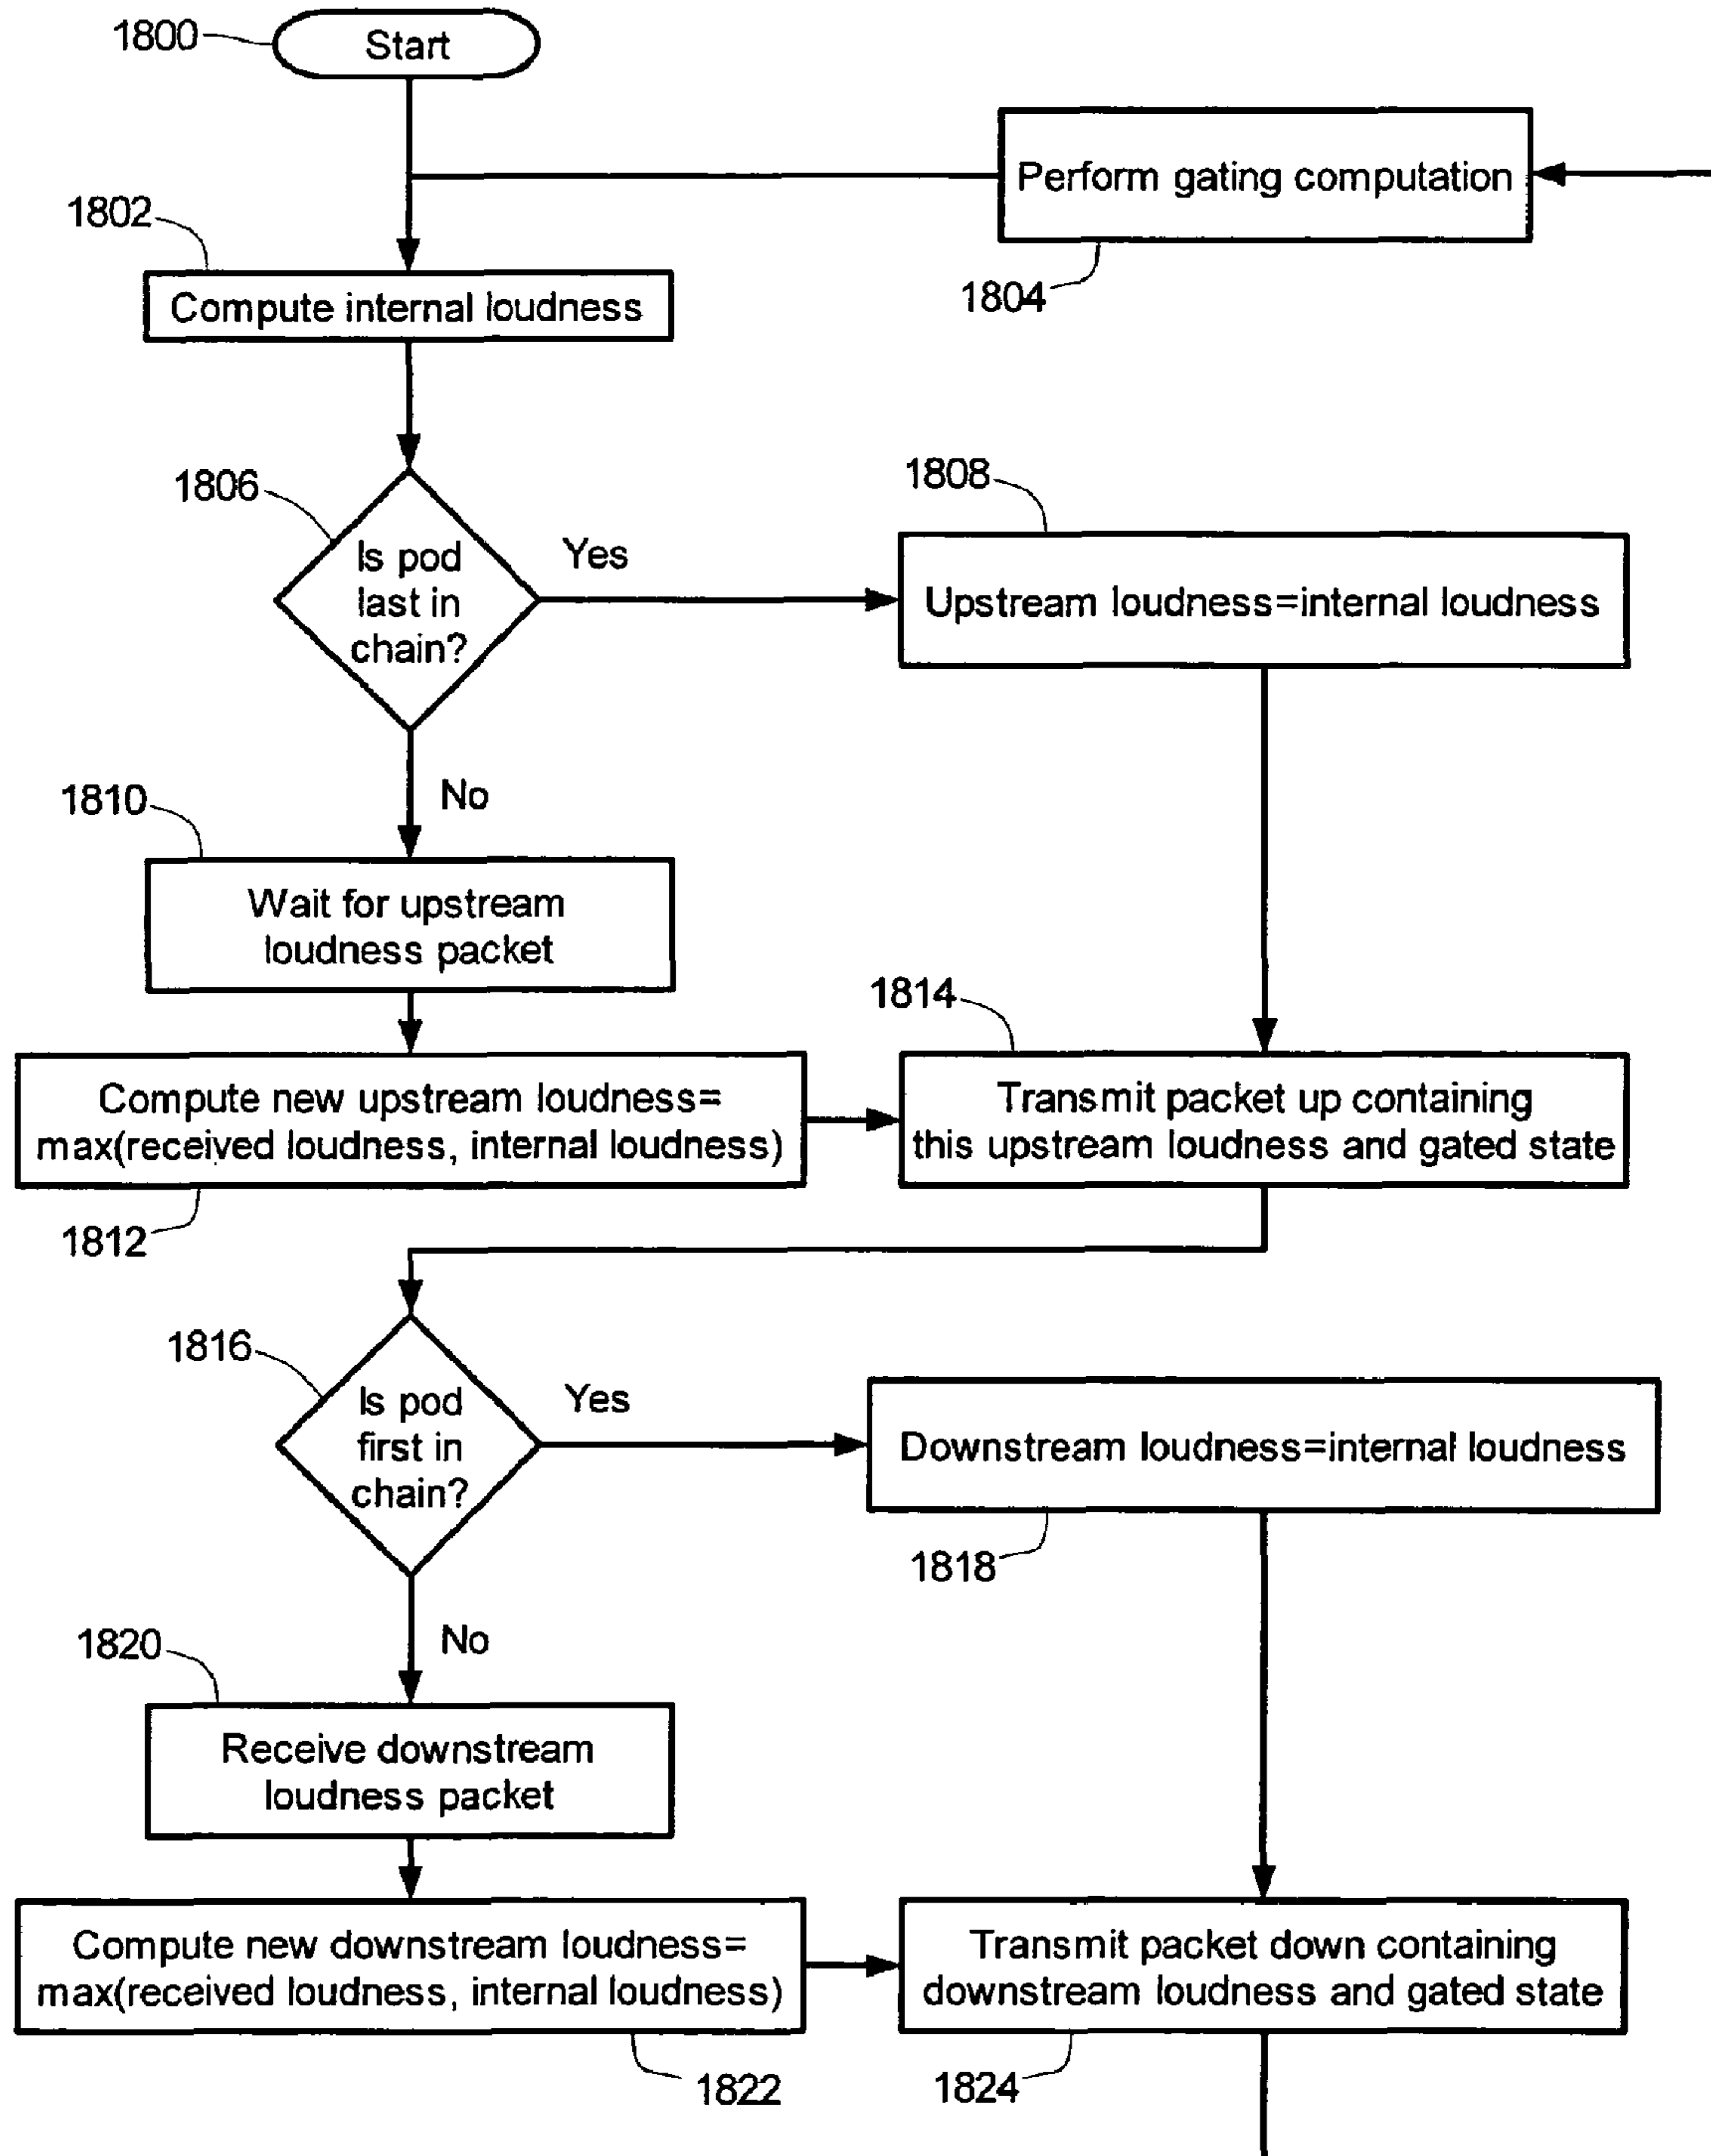 1800
Start
Perform gating computation
1802
1804
Compute internal loudness
1806
1808
Is pod
last in
chain?
Yes
Upstream loudness=internal loudness
No
1810
Wait for upstream
loudness packet
1814
Compute new upstream loudness=
max(received loudness, internal loudness)
Transmit packet up containing
this upstream loudness and gated state
1812
1816
Is pod
first in
chain?
Yes
Downstream loudness=internal loudness
1818
No
1820
Receive downstream
loudness packet
Compute new downstream loudness=
max(received loudness, internal loudness)
Transmit packet down containing
downstream loudness and gated state
1822
1824